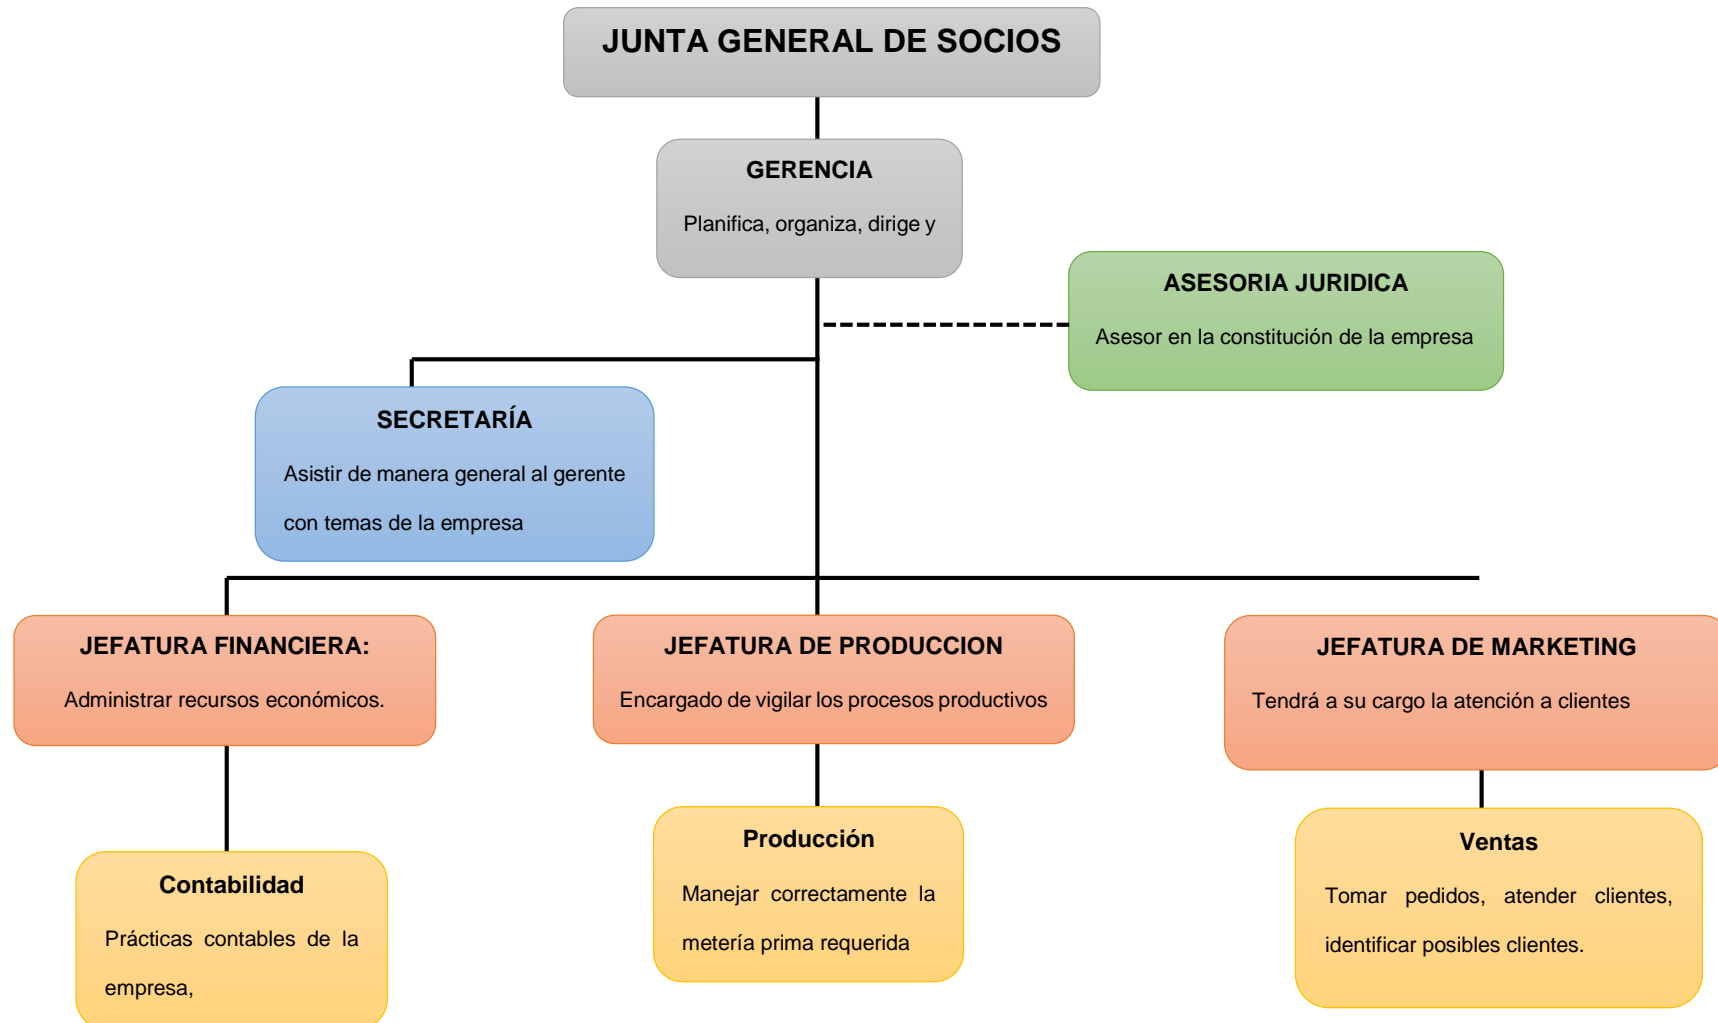 JUNTA GENERAL DE SOCIOS
GERENCIA
Planifica, organiza, dirige y
ASESORIA JURIDICA
Asesor en la constitución de la empresa
SECRETARÍA
Asistir de manera general al gerente
con temas de la empresa
JEFATURA FINANCIERA:
Administrar recursos económicos.
JEFATURA DE PRODUCCION
Encargado de vigilar los procesos productivos
JEFATURA DE MARKETING
Tendrá a su cargo la atención a clientes
Contabilidad
Prácticas contables de la
empresa,
Producción
Manejar correctamente la
metería prima requerida
Ventas
Tomar pedidos, atender clientes,
identificar posibles clientes.